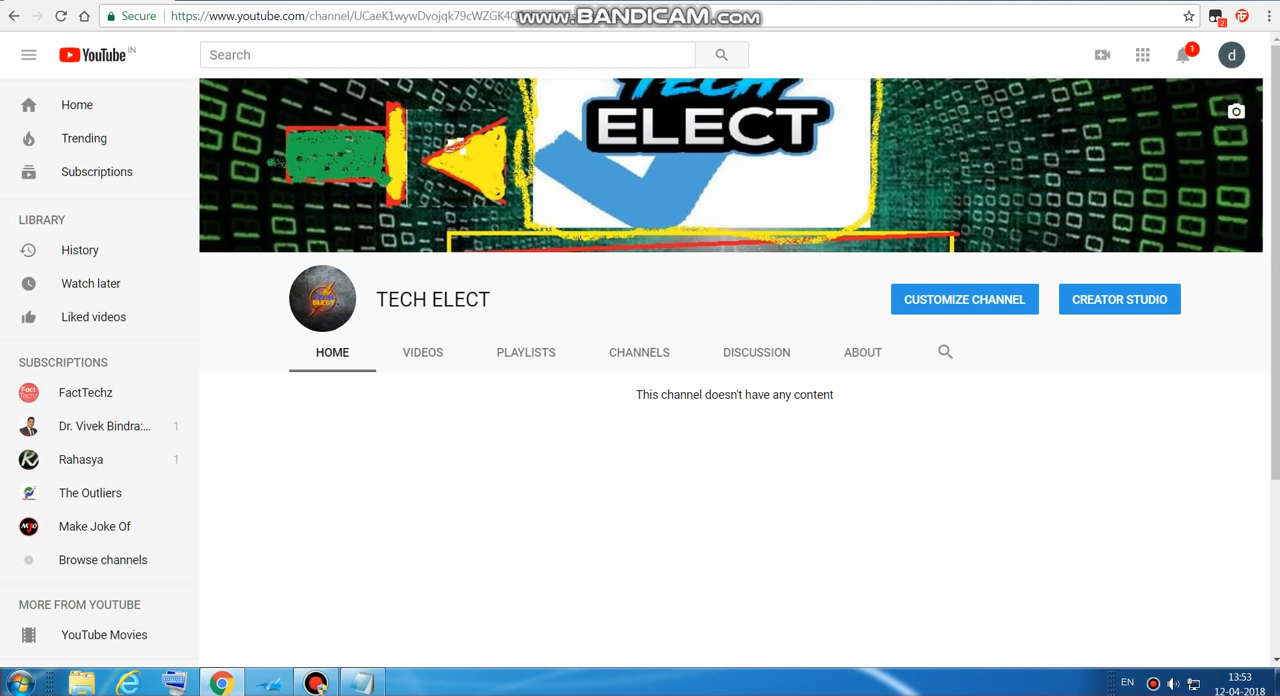 Secure
https://www.youtube.com/channel/UCaeK1wywDvojqk79cWZGK4
www.BANDICAM.com
YouTube IN
Search
1
d
Home
Trending
Subscriptions
LIBRARY
History
Watch later
Liked videos
SUBSCRIPTIONS
FactTechz
Dr. Vivek Bindra:... 1
Rahasya 1
The Outliers
Make Joke Of
Browse channels
MORE FROM YOUTUBE
YouTube Movies
TECH
ELECT
TECH ELECT
CUSTOMIZE CHANNEL
CREATOR STUDIO
HOME VIDEOS PLAYLISTS CHANNELS DISCUSSION ABOUT
This channel doesn't have any content
EN
13:53
12-04-2018